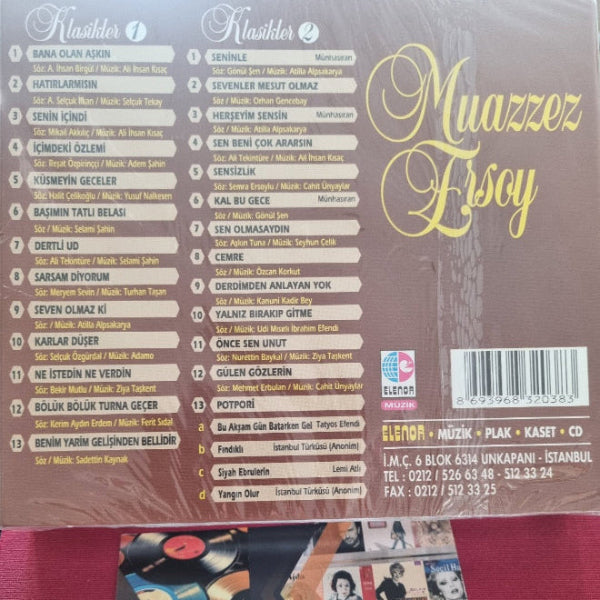 Klasikler 1
1 BANA OLAN AŞKIN
Söz: A. İhsan Birgül / Müzik: Ali İhsan Kısaç
2 HATIRLARMISIN
Söz: A. Selçuk İlkan / Müzik: Selçuk Tekay
3 SENİN İÇİNDİ
Söz: Mikail Akkılıç / Müzik: Ali İhsan Kısaç
4 İÇİMDEKİ ÖZLEMİ
Söz: Reşat Özpirinççi / Müzik: Adem Şahin
5 KÜSMEYİN GECELER
Söz: Halit Çelikoğlu / Müzik: Yusuf Nalkesen
6 BAŞIMIN TATLI BELASI
Söz / Müzik: Selami Şahin
7 DERTLİ UD
Söz: Ali Tekintüre / Müzik: Selami Şahin
8 SARSAM DİYORUM
Söz: Meryem Sevin / Müzik: Turhan Taşan
9 SEVEN OLMAZ Kİ
Söz: / Müzik: Atilla Alpsakarya
10 KARLAR DÜŞER
Söz: Selçuk Özgürdal / Müzik: Adamo
11 NE İSTEDİN NE VERDİN
Söz: Bekir Mutlu / Müzik: Ziya Taşkent
12 BÖLÜK BÖLÜK TURNA GEÇER
Söz: Kerim Aydın Erdem / Müzik: Ferit Sıdal
13 BENİM YARİM GELİŞİNDEN BELLİDİR
Söz / Müzik: Sadettin Kaynak
Klasikler 2
1 SENİNLE Münhasıran
Söz: Gönül Şen / Müzik: Atilla Alpsakarya
2 SEVENLER MESUT OLMAZ
Söz / Müzik: Orhan Gencebay
3 HERŞEYİM SENSİN Münhasıran
Söz / Müzik: Atilla Alpsakarya
4 SEN BENİ ÇOK ARARSIN
Söz: Ali Tekintüre / Müzik: Ali İhsan Kısaç
5 SENSİZLİK
Söz: Semra Ersoylu / Müzik: Cahit Ünyaylar
6 KAL BU GECE Münhasıran
Söz / Müzik: Gönül Şen
7 SEN OLMASAYDIN
Söz: Aşkın Tuna / Müzik: Seyhun Çelik
8 CEMRE
Söz / Müzik: Özcan Korkut
9 DERDİMDEN ANLAYAN YOK
Söz / Müzik: Kanuni Kadir Bey
10 YALNIZ BIRAKIP GİTME
Söz / Müzik: Udi Mısırlı İbrahim Efendi
11 ÖNCE SEN UNUT
Söz: Nurettin Baykal / Müzik: Ziya Taşkent
12 GÜLEN GÖZLERİN
Söz: Mehmet Erbulan / Müzik: Cahit Ünyaylar
13 POTPORİ
a Bu Akşam Gün Batarken Gel Tatyos Efendi
b Fındıklı İstanbul Türküsü (Anonim)
c Siyah Ebrulerin Lemi Atlı
d Yangın Olur İstanbul Türküsü (Anonim)
Muazzez
Ersoy
ELENOR
MÜZİK
8 693968 320383
ELENOR • MÜZİK • PLAK • KASET • CD
İ.M.Ç. 6 BLOK 6314 UNKAPANI - İSTANBUL
TEL : 0212 / 526 63 48 - 512 33 24
FAX : 0212 / 512 33 25